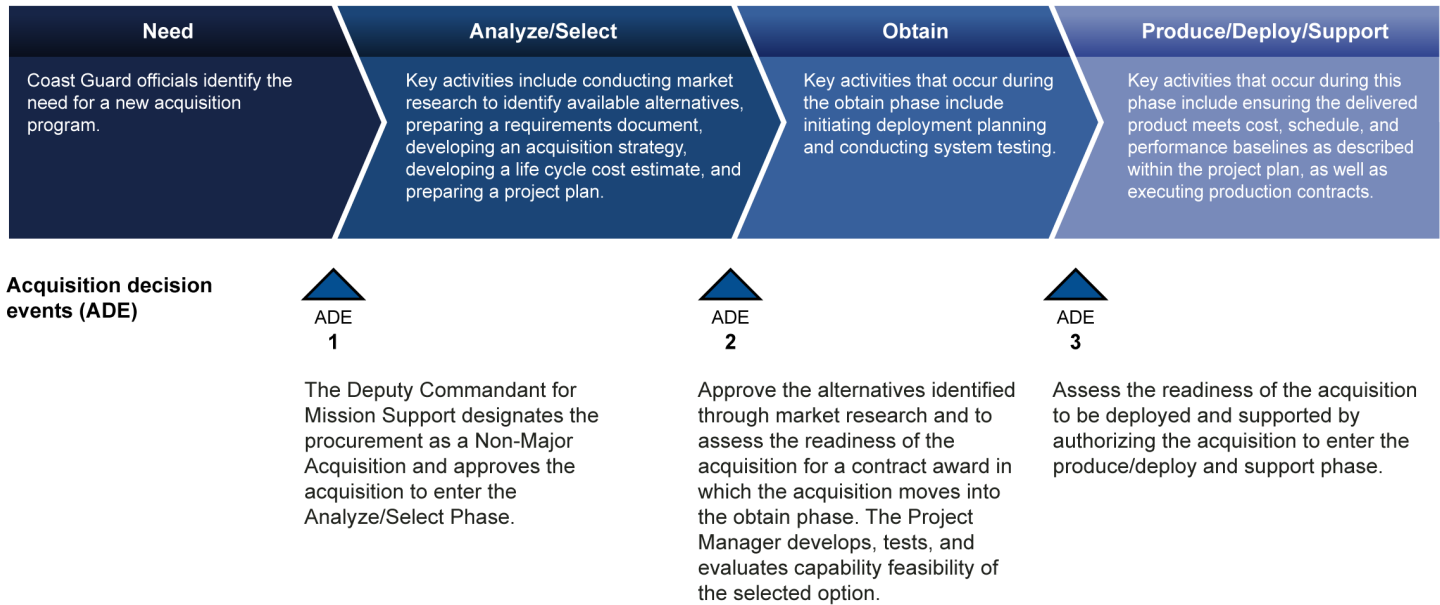 Need
Coast Guard officials identify the
need for a new acquisition
program.
Analyze/Select
Key activities include conducting market
research to identify available alternatives,
preparing a requirements document,
developing an acquisition strategy,
developing a life cycle cost estimate, and
preparing a project plan.
Obtain
Key activities that occur during
the obtain phase include
initiating deployment planning
and conducting system testing.
Produce/Deploy/Support
Key activities that occur during this
phase include ensuring the delivered
product meets cost, schedule, and
performance baselines as described
within the project plan, as well as
executing production contracts.
Acquisition decision
events (ADE)
ADE
1
The Deputy Commandant for
Mission Support designates the
procurement as a Non-Major
Acquisition and approves the
acquisition to enter the
Analyze/Select Phase.
ADE
2
Approve the alternatives identified
through market research and to
assess the readiness of the
acquisition for a contract award in
which the acquisition moves into
the obtain phase. The Project
Manager develops, tests, and
evaluates capability feasibility of
the selected option.
ADE
3
Assess the readiness of the acquisition
to be deployed and supported by
authorizing the acquisition to enter the
produce/deploy and support phase.